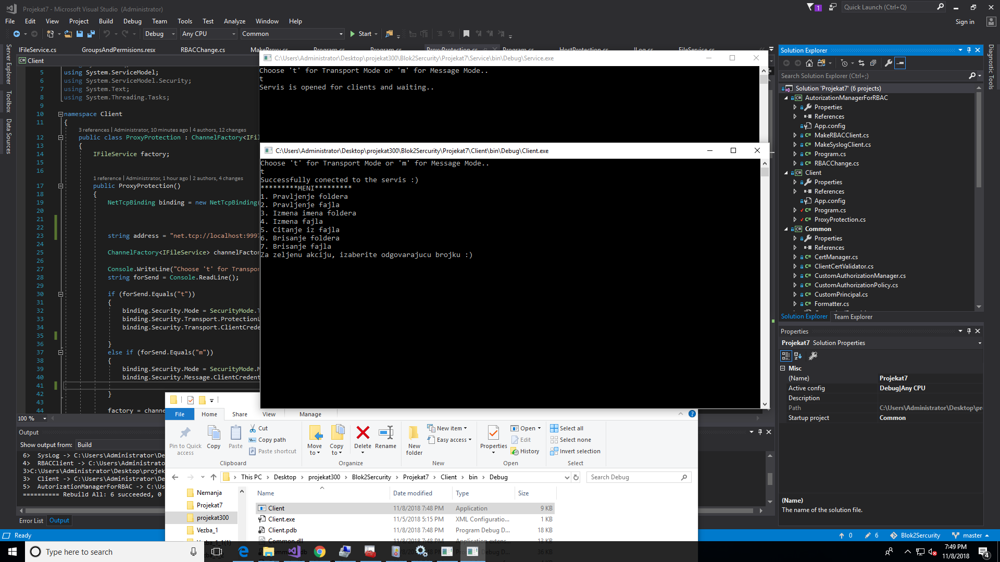 Projekat7 - Microsoft Visual Studio (Administrator)
1
Quick Launch (Ctrl+Q)
File Edit View Project Build Debug Team Tools Test Analyze Window Help
Sign in
Debug Any CPU Common Start
Server Explorer
Toolbox
Data Sources
IFileService.cs GroupsAndPermisions.resx RBACChange.cs MakeProxy.cs Program.cs Program.cs ProxyProtection.cs Program.cs HostProtection.cs ILog.cs FileService.cs
Client
5 using System.ServiceModel;
6 using System.ServiceModel.Security;
7 using System.Text;
8 using System.Threading.Tasks;
9
10 namespace Client
11 {
3 references | Administrator, 10 minutes ago | 4 authors, 12 changes
12 public class ProxyProtection : ChannelFactory<IFil
13 {
14 IFileService factory;
15
16
1 reference | Administrator, 1 hour ago | 2 authors, 4 changes
17 public ProxyProtection()
18 {
19 NetTcpBinding binding = new NetTcpBinding(
20
21
22
23 string address = "net.tcp://localhost:9997
24
25 ChannelFactory<IFileService> channelFactor
26
27 Console.WriteLine("Choose 't' for Transpor
28 string forSend = Console.ReadLine();
29
30 if (forSend.Equals("t"))
31 {
32 binding.Security.Mode = SecurityMode.T
33 binding.Security.Transport.ProtectionL
34 binding.Security.Transport.ClientCrede
35
36 }
37 else if (forSend.Equals("m"))
38 {
39 binding.Security.Mode = SecurityMode.M
40 binding.Security.Message.ClientCredent
41
42 }
43
44 factory = channe
100 %
Output
Show output from: Build
6> SysLog -> C:\Users\Administrator\De
4> RBACClient -> C:\Users\Administrato
3>C:\Users\Administrator\Desktop\projek
3> Client -> C:\Users\Administrator\De
5> AutorizationManagerForRBAC -> C:\Us
========== Rebuild All: 6 succeeded, 0
Error List Output
Ready
C:\Users\Administrator\Desktop\projekat300\Blok2Sercurity\Projekat7\Service\bin\Debug\Service.exe
Choose 't' for Transport Mode or 'm' for Message Mode..
t
Servis is opened for clients and waiting..
C:\Users\Administrator\Desktop\projekat300\Blok2Sercurity\Projekat7\Client\bin\Debug\Client.exe
Choose 't' for Transport Mode or 'm' for Message Mode..
t
Successfully conected to the servis :)
*********MENI*********
1. Pravljenje foldera
2. Pravljenje fajla
3. Izmena imena foldera
4. Izmena fajla
5. Citanje iz fajla
6. Brisanje foldera
7. Brisanje fajla
Za zeljenu akciju, izaberite odgovarajucu brojku :)
File Home Share View Manage
Pin to Quick access
Copy
Paste
Cut
Copy path
Paste shortcut
Clipboard
Move to
Copy to
Delete
Rename
Organize
New folder
New item
Easy access
New
Properties
Open
Edit
History
Open
Select all
Select none
Invert selection
Select
This PC > Desktop > projekat300 > Blok2Sercurity > Projekat7 > Client > bin > Debug
Search Debug
Nemanja
Projekat7
projekat300
Vezba_1
Vezba_1_1(1)
Name Date modified Type Size
Client 11/8/2018 7:48 PM Application 9 KB
Client.exe 11/5/2018 5:15 PM XML Configuratio... 1 KB
Client.pdb 11/8/2018 7:48 PM Program Debug D... 18 KB
Common.dll 11/8/2018 7:48 PM Application exten... 13 KB
36 KB
Solution Explorer
Search Solution Explorer (Ctrl+;)
Solution 'Projekat7' (6 projects)
AutorizationManagerForRBAC
Properties
References
App.config
MakeRBACClient.cs
MakeSyslogClient.cs
Program.cs
RBACChange.cs
Client
Properties
References
App.config
Program.cs
ProxyProtection.cs
Common
Properties
References
CertManager.cs
ClientCertValidator.cs
CustomAuthorizationManager.cs
CustomAuthorizationPolicy.cs
CustomPrincipal.cs
Formatter.cs
Solution Explorer Team Explorer
Diagnostic Tools
Properties
Projekat7 Solution Properties
Misc
(Name) Projekat7
Active config Debug|Any CPU
Description
Path C:\Users\Administrator\Desktop\pr
Startup project Common
(Name)
The name of the solution file.
0 6 Blok2Sercurity master
Type here to search
7:49 PM
11/8/2018
4